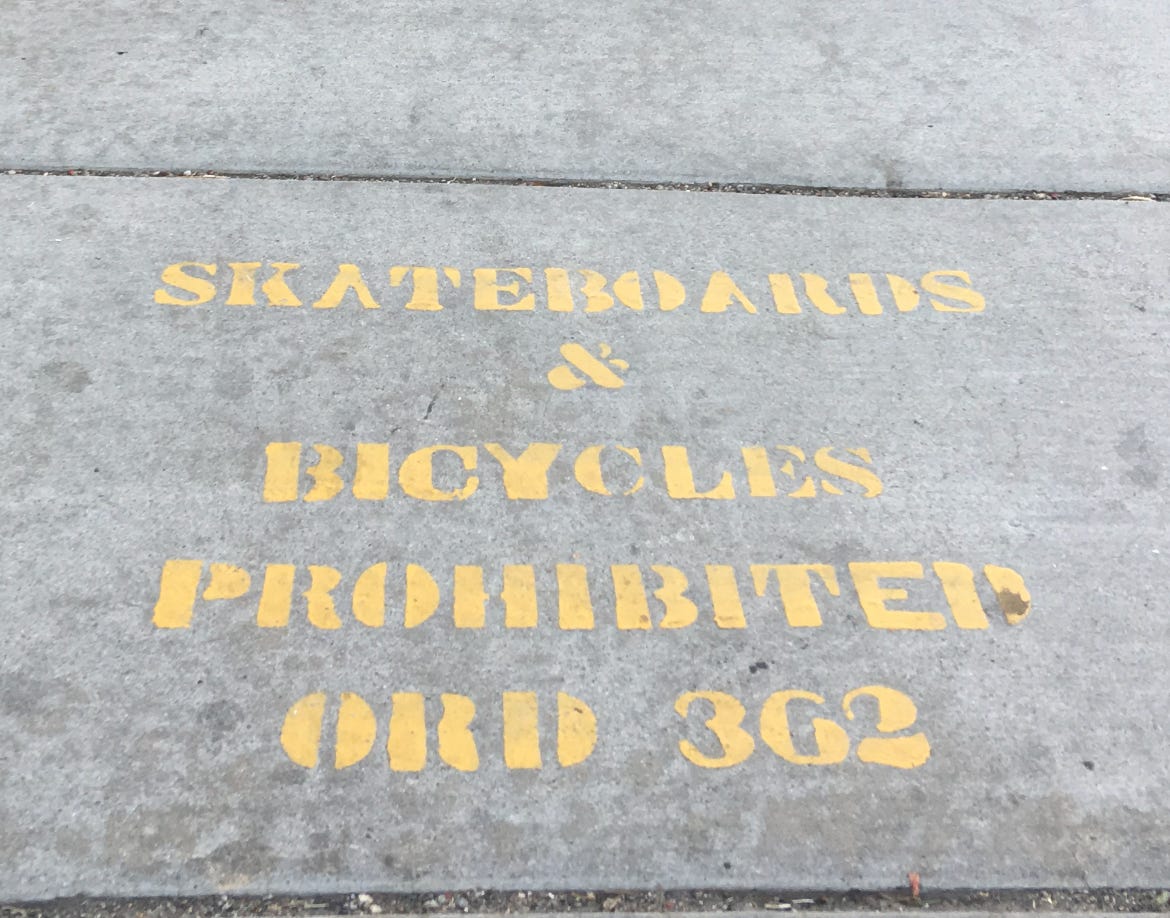 SKATEBOARDS
&
BICYCLES
PROHIBITED
ORD 362